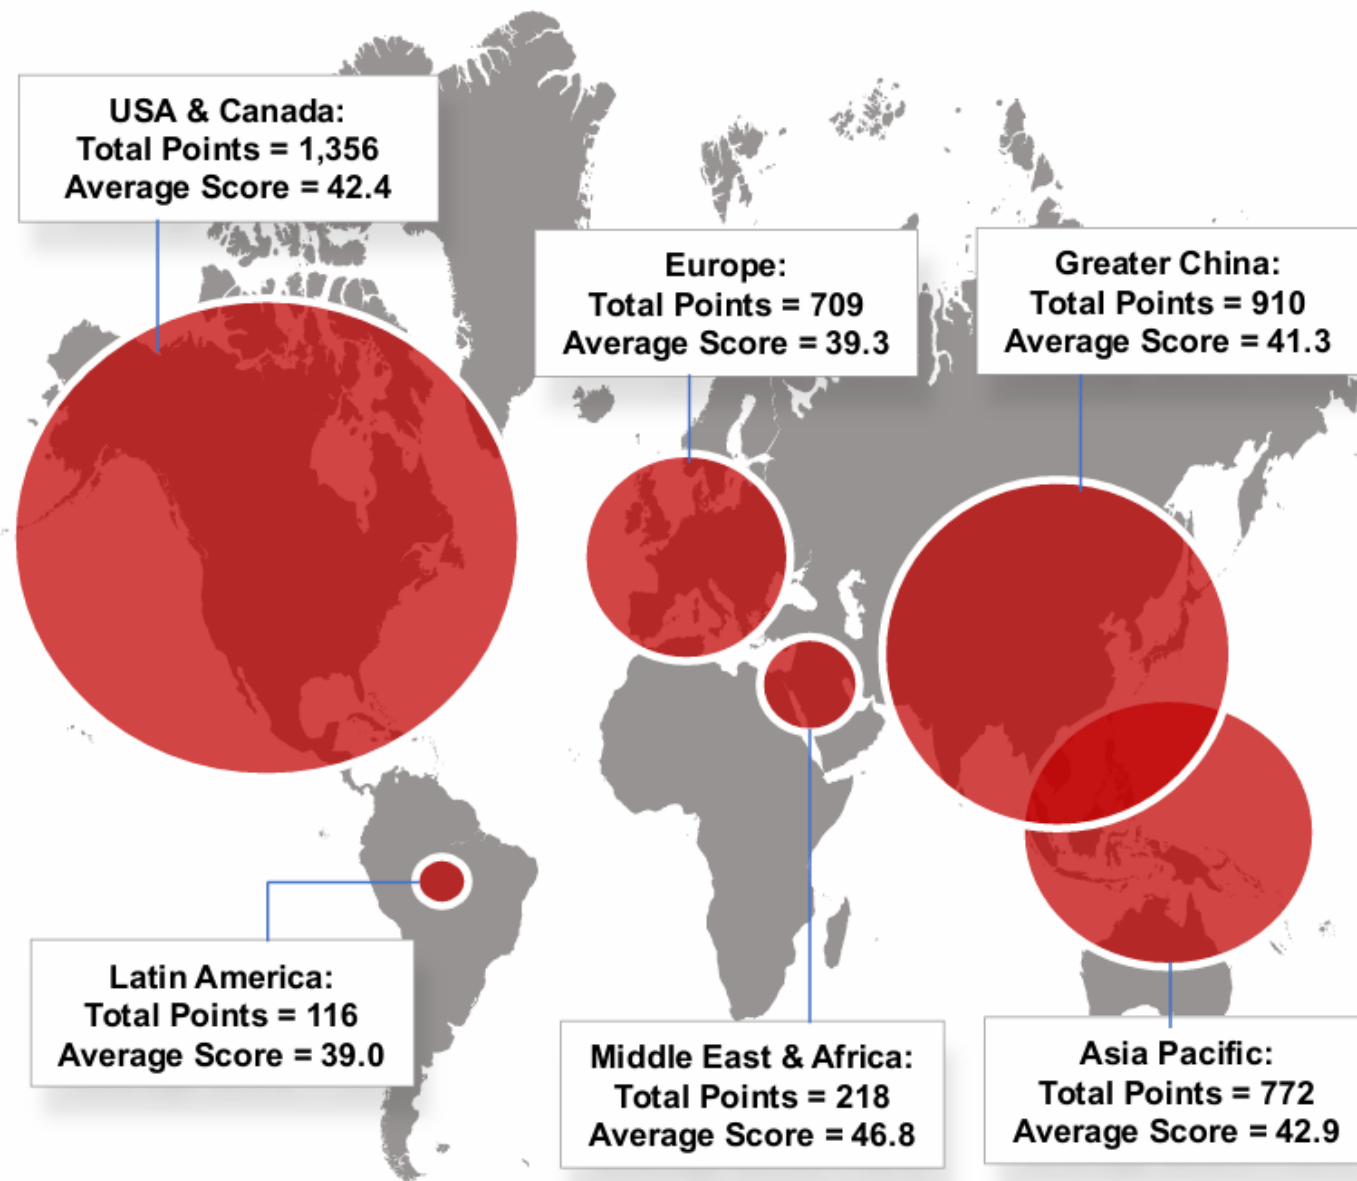 USA & Canada:
Total Points = 1,356
Average Score = 42.4
Europe:
Total Points = 709
Average Score = 39.3
Greater China:
Total Points = 910
Average Score = 41.3
Latin America:
Total Points = 116
Average Score = 39.0
Middle East & Africa:
Total Points = 218
Average Score = 46.8
Asia Pacific:
Total Points = 772
Average Score = 42.9